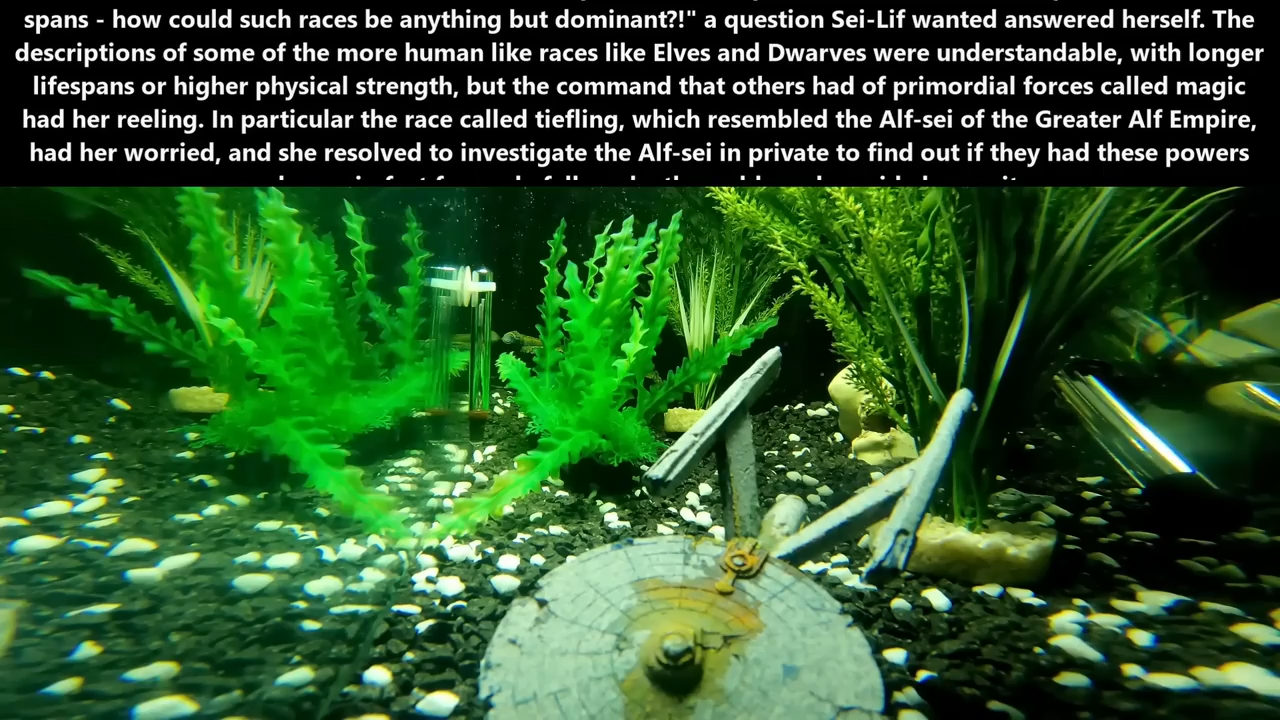 spans - how could such races be anything but dominant?!" a question Sei-Lif wanted answered herself. The
descriptions of some of the more human like races like Elves and Dwarves were understandable, with longer
lifespans or higher physical strength, but the command that others had of primordial forces called magic
had her reeling. In particular the race called tiefling, which resembled the Alf-sei of the Greater Alf Empire,
had her worried, and she resolved to investigate the Alf-sei in private to find out if they had these powers